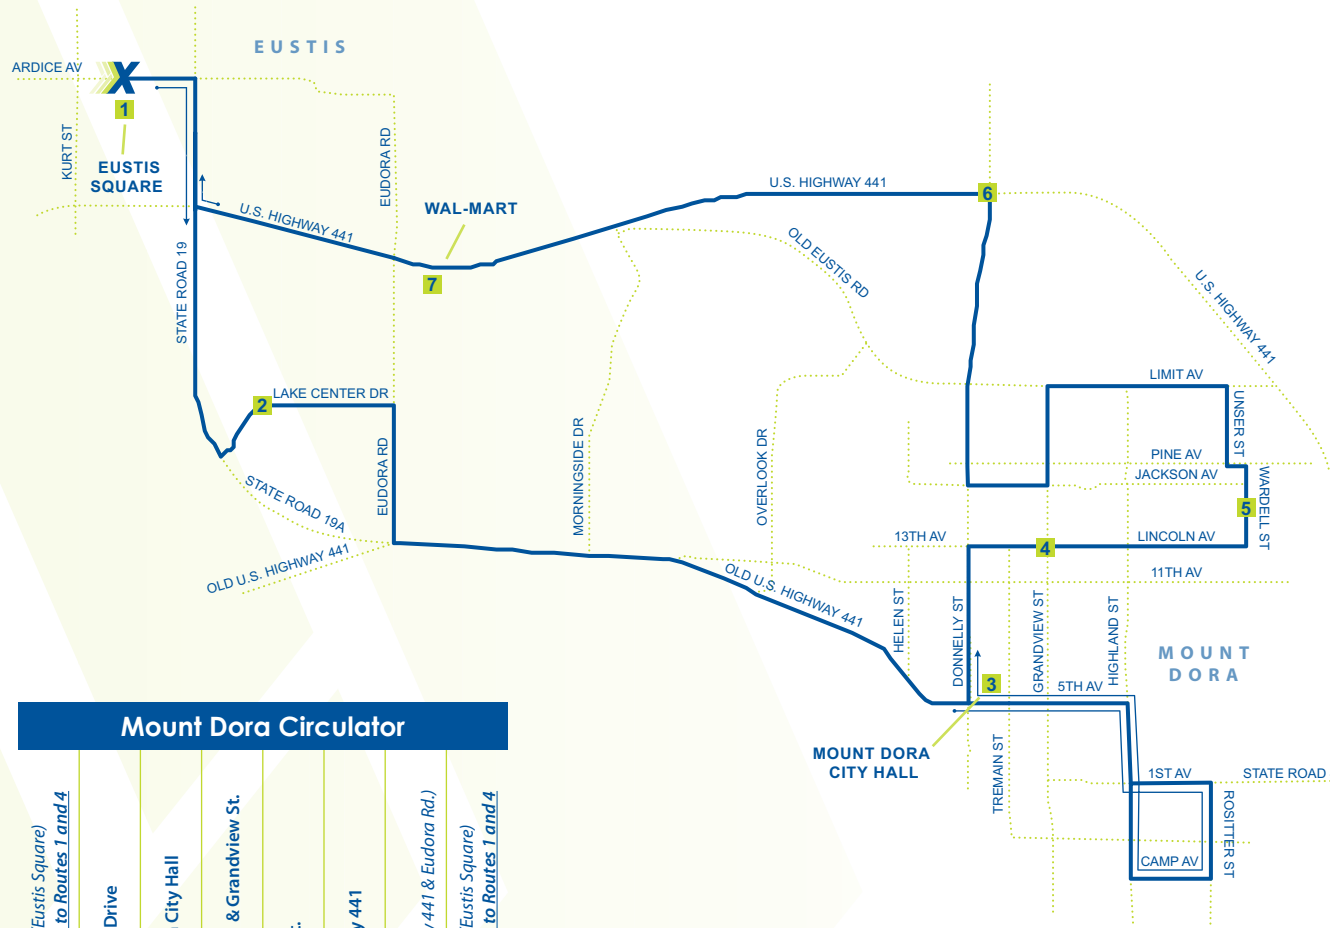 EUSTIS
ARDICE AV
X
1
KURT ST
EUSTIS
SQUARE
EUDORA RD
WAL-MART
U.S. HIGHWAY 441
6
U.S. HIGHWAY 441
7
STATE ROAD 19
OLD EUSTIS RD
U.S. HIGHWAY 441
2
LAKE CENTER DR
LIMIT AV
UNSER ST
EUDORA RD
MORNINGSIDE DR
OVERLOOK DR
PINE AV
JACKSON AV
WARDELL ST
5
STATE ROAD 19A
13TH AV
4
LINCOLN AV
OLD U.S. HIGHWAY 441
11TH AV
OLD U.S. HIGHWAY 441
HELEN ST
DONNELLY ST
GRANDVIEW ST
HIGHLAND ST
MOUNT
DORA
3
5TH AV
MOUNT DORA
CITY HALL
TREMAIN ST
1ST AV
STATE ROAD
ROSITTER ST
CAMP AV
Mount Dora Circulator
Eustis Square)
to Routes 1 and 4
Drive
City Hall
& Grandview St.
y 441
y 441 & Eudora Rd.)
Eustis Square)
to Routes 1 and 4